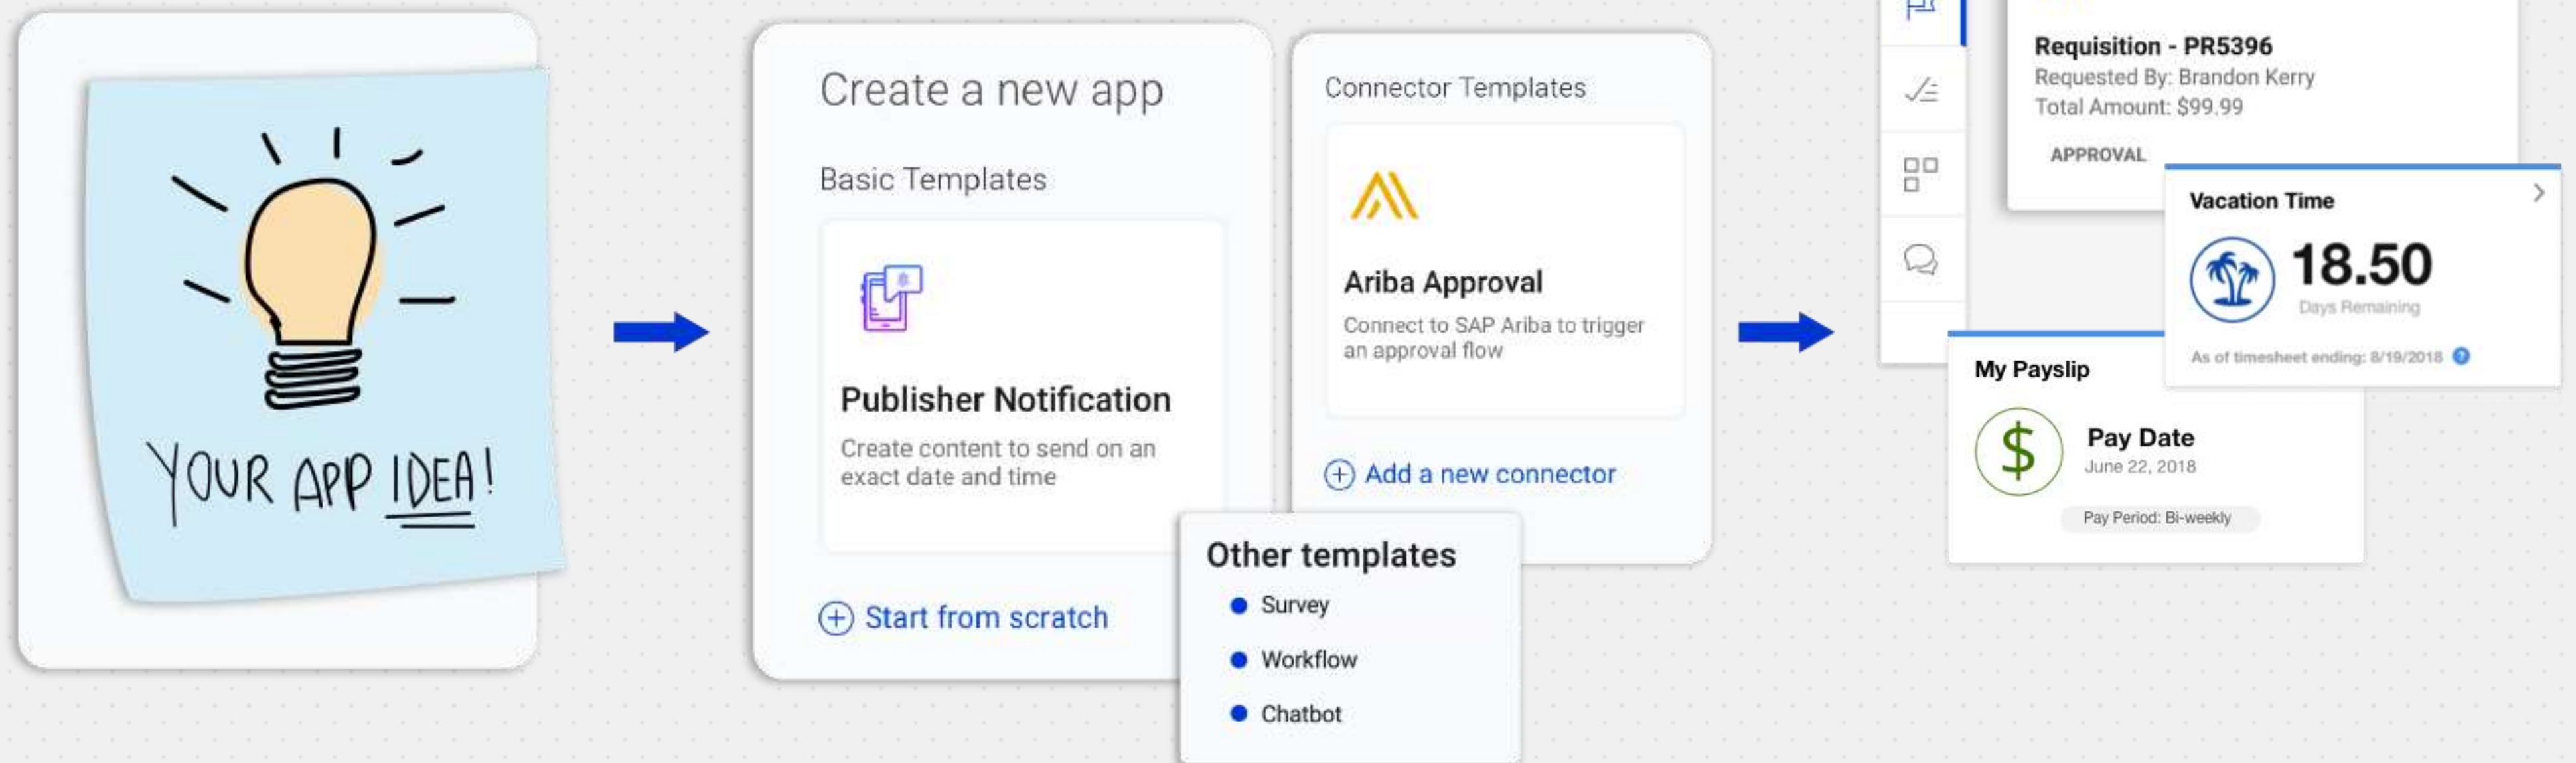 YOUR APP IDEA!
Create a new app
Basic Templates
Publisher Notification
Create content to send on an
exact date and time
Start from scratch
Connector Templates
Ariba Approval
Connect to SAP Ariba to trigger
an approval flow
Add a new connector
Other templates
Survey
Workflow
Chatbot
Requisition - PR5396
Requested By: Brandon Kerry
Total Amount: $99.99
APPROVAL
Vacation Time
18.50
Days Remaining
As of timesheet ending: 8/19/2018 ?
My Payslip
$
Pay Date
June 22, 2018
Pay Period: Bi-weekly